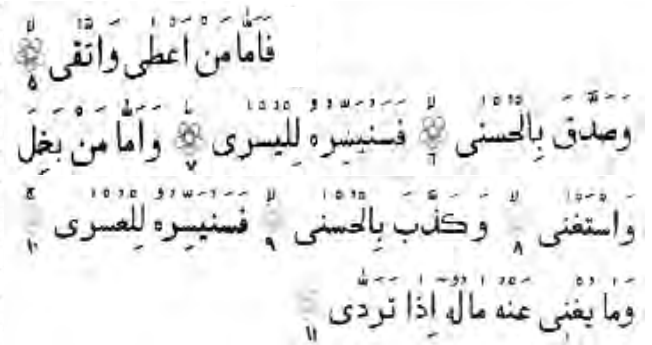 فَاَمَّا مَنۡ اَعۡطٰى وَاتَّقٰىۙ‏ ٥
وَصَدَّقَ بِالۡحُسۡنٰىۙ‏ ٦ فَسَنُيَسِّرُهٗ لِلۡيُسۡرٰىؕ‏ ٧ وَاَمَّا مَنۡۢ بَخِلَ
وَاسۡتَغۡنٰىۙ‏ ٨ وَكَذَّبَ بِالۡحُسۡنٰىۙ‏ ٩ فَسَنُيَسِّرُهٗ لِلۡعُسۡرٰىؕ‏ ١٠
وَمَا يُغۡنِىۡ عَنۡهُ مَالُهٗۤ اِذَا تَرَدّٰىؕ‏ ١١